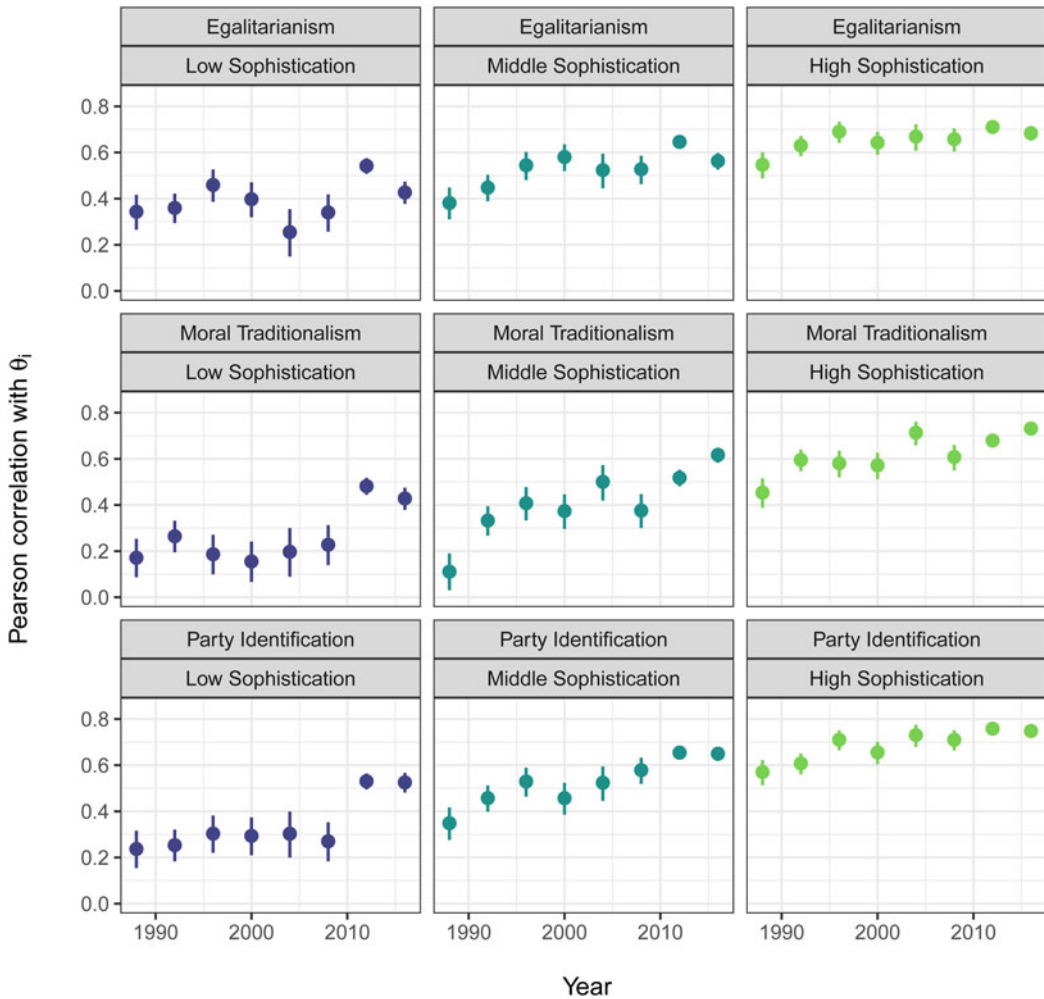 Egalitarianism
Egalitarianism
Egalitarianism
Low Sophistication
Middle Sophistication
High Sophistication
0.8
0.6
0.4
0.2
0.0
Moral Traditionalism
Moral Traditionalism
Moral Traditionalism
Low Sophistication
Middle Sophistication
High Sophistication
0.8
0.6
0.4
0.2
0.0
Party Identification
Party Identification
Party Identification
Low Sophistication
Middle Sophistication
High Sophistication
0.8
0.6
0.4
0.2
0.0
1990 2000 2010
1990 2000 2010
1990 2000 2010
Pearson correlation with θi
Year